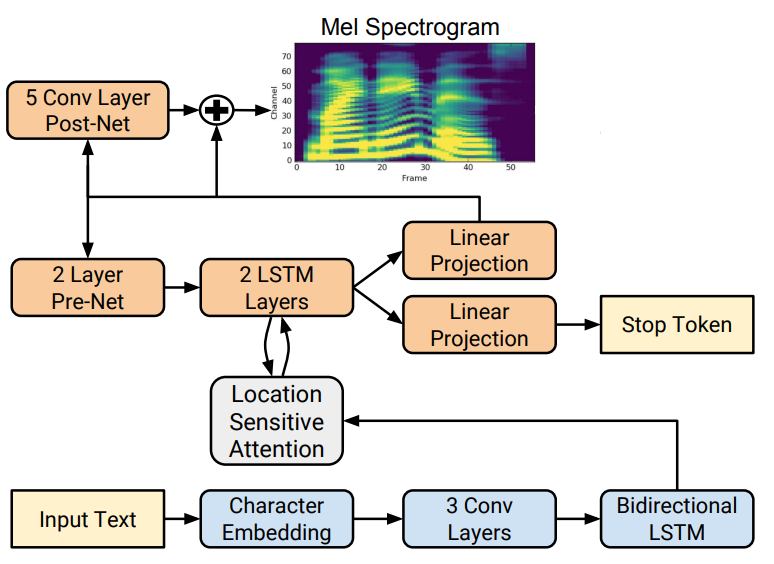 Mel Spectrogram
70
60
50
40
30
20
10
0
Channel
0 10 20 30 40 50
Frame
5 Conv Layer
Post-Net
2 Layer
Pre-Net
2 LSTM
Layers
Linear
Projection
Linear
Projection
Stop Token
Location
Sensitive
Attention
Input Text
Character
Embedding
3 Conv
Layers
Bidirectional
LSTM